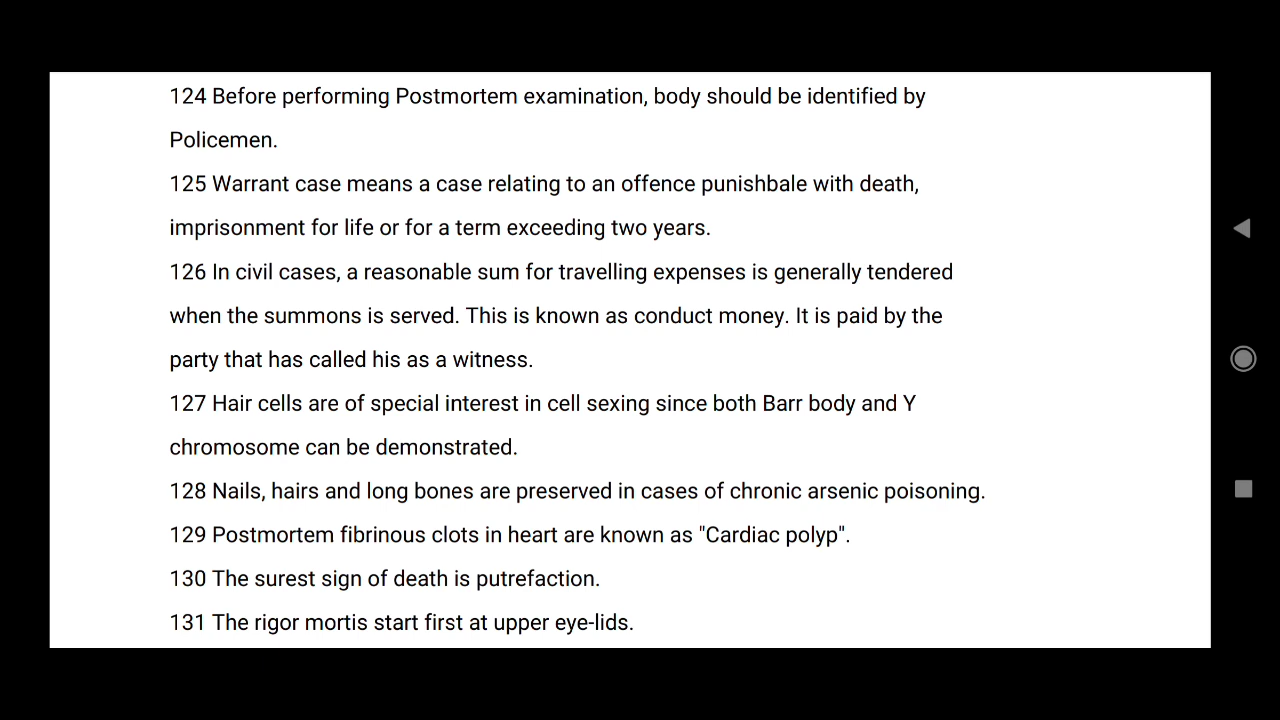 124 Before performing Postmortem examination, body should be identified by
Policemen.
125 Warrant case means a case relating to an offence punishbale with death,
imprisonment for life or for a term exceeding two years.
126 In civil cases, a reasonable sum for travelling expenses is generally tendered
when the summons is served. This is known as conduct money. It is paid by the
party that has called his as a witness.
127 Hair cells are of special interest in cell sexing since both Barr body and Y
chromosome can be demonstrated.
128 Nails, hairs and long bones are preserved in cases of chronic arsenic poisoning.
129 Postmortem fibrinous clots in heart are known as "Cardiac polyp".
130 The surest sign of death is putrefaction.
131 The rigor mortis start first at upper eye-lids.